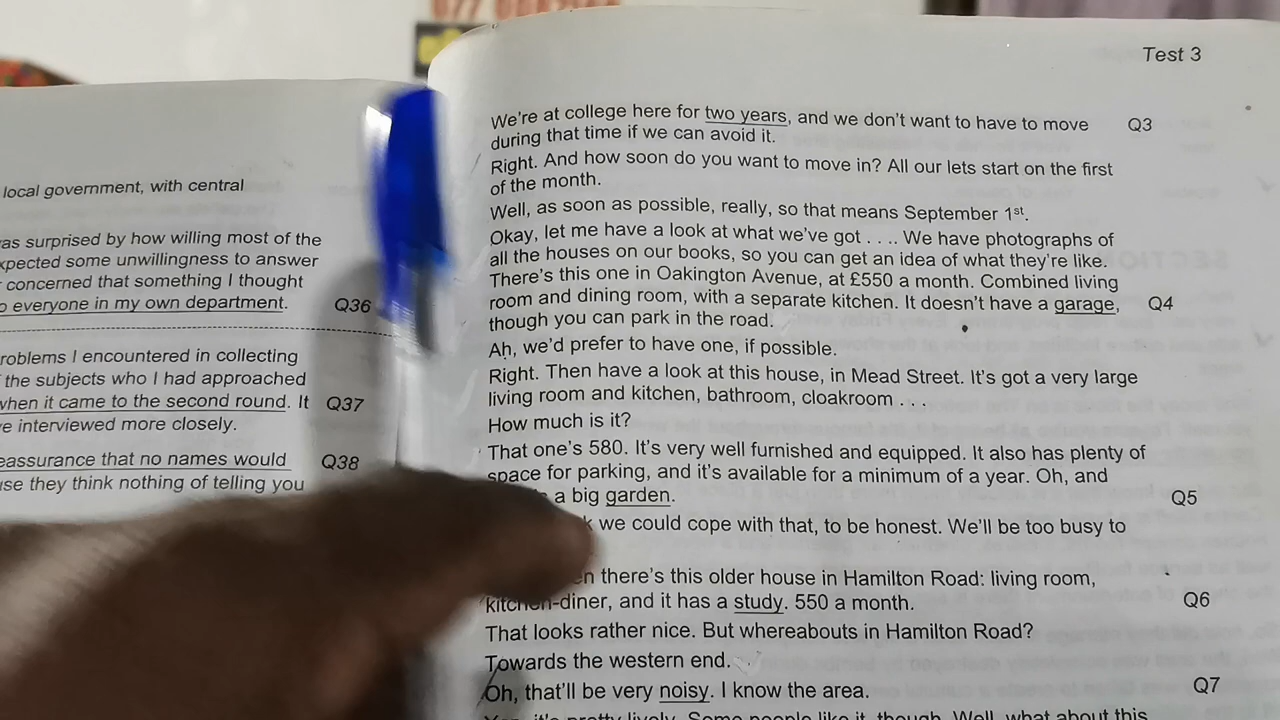 local government, with central
as surprised by how willing most of the
xpected some unwillingness to answer
concerned that something I thought
o everyone in my own department. Q36
roblems I encountered in collecting
the subjects who I had approached
when it came to the second round. It Q37
e interviewed more closely.
eassurance that no names would Q38
se they think nothing of telling you
Test 3
We're at college here for two years, and we don't want to have to move Q3
during that time if we can avoid it.
Right. And how soon do you want to move in? All our lets start on the first
of the month.
Well, as soon as possible, really, so that means September 1st.
Okay, let me have a look at what we've got . . .. We have photographs of
all the houses on our books, so you can get an idea of what they're like.
There's this one in Oakington Avenue, at £550 a month. Combined living
room and dining room, with a separate kitchen. It doesn't have a garage, Q4
though you can park in the road.
Ah, we'd prefer to have one, if possible.
Right. Then have a look at this house, in Mead Street. It's got a very large
living room and kitchen, bathroom, cloakroom . . .
How much is it?
That one's 580. It's very well furnished and equipped. It also has plenty of
space for parking, and it's available for a minimum of a year. Oh, and
a big garden. Q5
we could cope with that, to be honest. We'll be too busy to
there's this older house in Hamilton Road: living room,
kitchen-diner, and it has a study. 550 a month. Q6
That looks rather nice. But whereabouts in Hamilton Road?
Towards the western end.
Oh, that'll be very noisy. I know the area. Q7
it's pretty lively. Some people like it, though. Well, what about this